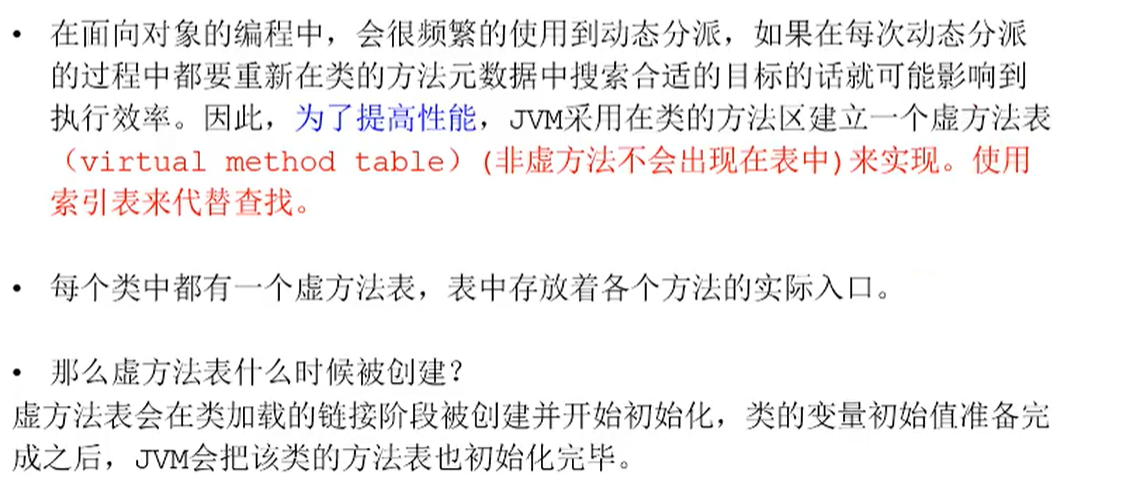 • 在面向对象的编程中，会很频繁的使用到动态分派，如果在每次动态分派
的过程中都要重新在类的方法元数据中搜索合适的目标的话就可能影响到
执行效率。因此，为了提高性能，JVM采用在类的方法区建立一个虚方法表
（virtual method table）(非虚方法不会出现在表中)来实现。使用
索引表来代替查找。
• 每个类中都有一个虚方法表，表中存放着各个方法的实际入口。
• 那么虚方法表什么时候被创建？
虚方法表会在类加载的链接阶段被创建并开始初始化，类的变量初始值准备完
成之后，JVM会把该类的方法表也初始化完毕。